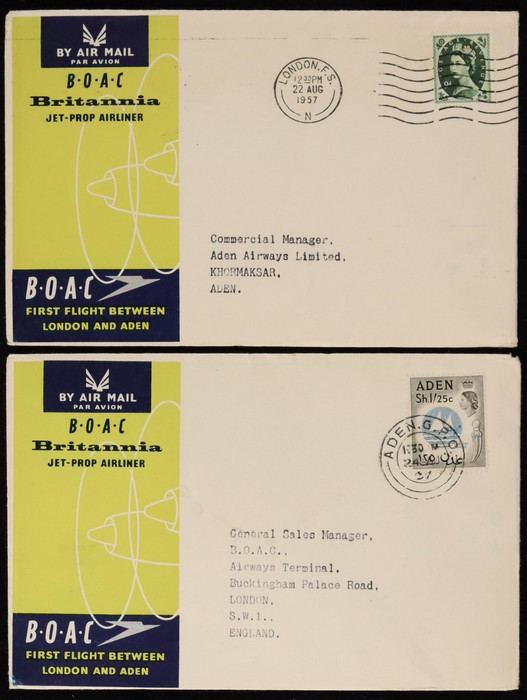 BY AIR MAIL
PAR AVION
B·O·A·C
Britannia
JET-PROP AIRLINER
B·O·A·C
FIRST FLIGHT BETWEEN
LONDON AND ADEN
LONDON. F.S.
12 30 PM
22 AUG
1957
N
Commercial Manager,
Aden Airways Limited,
KHORMAKSAR,
ADEN.
BY AIR MAIL
PAR AVION
B·O·A·C
Britannia
JET-PROP AIRLINER
B·O·A·C
FIRST FLIGHT BETWEEN
LONDON AND ADEN
ADEN
Sh.1/25c
ADEN. G.P.O
57
General Sales Manager,
B.O.A.C.,
Airways Terminal,
Buckingham Palace Road,
LONDON,
S.W.1.,
ENGLAND.